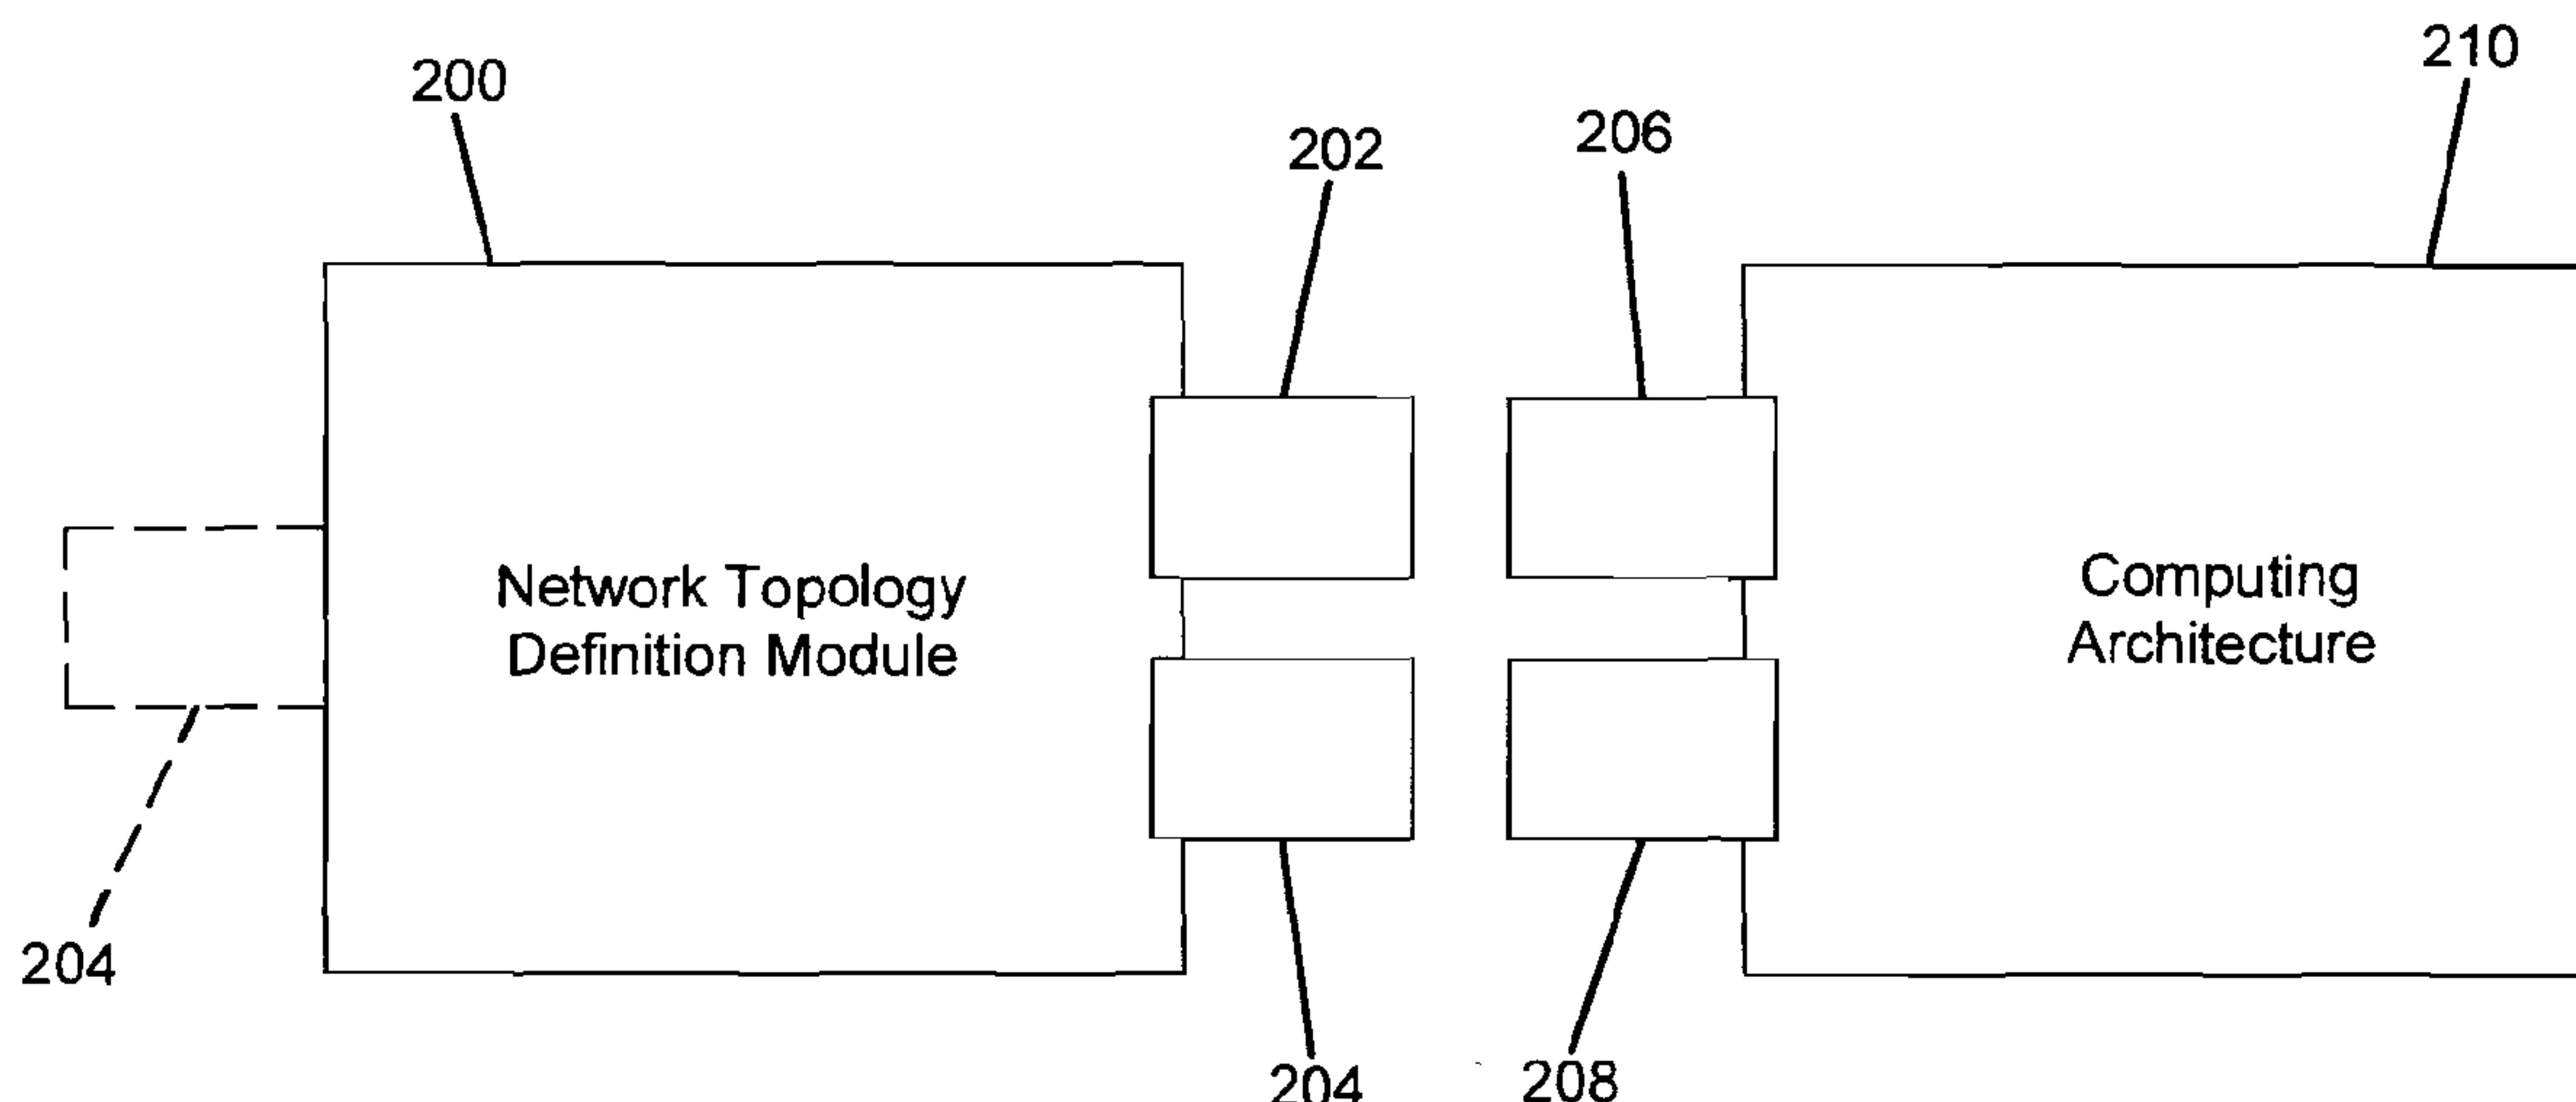 210
200
206
202
Network Topology
Definition Module
Computing
Architecture
204
204
208